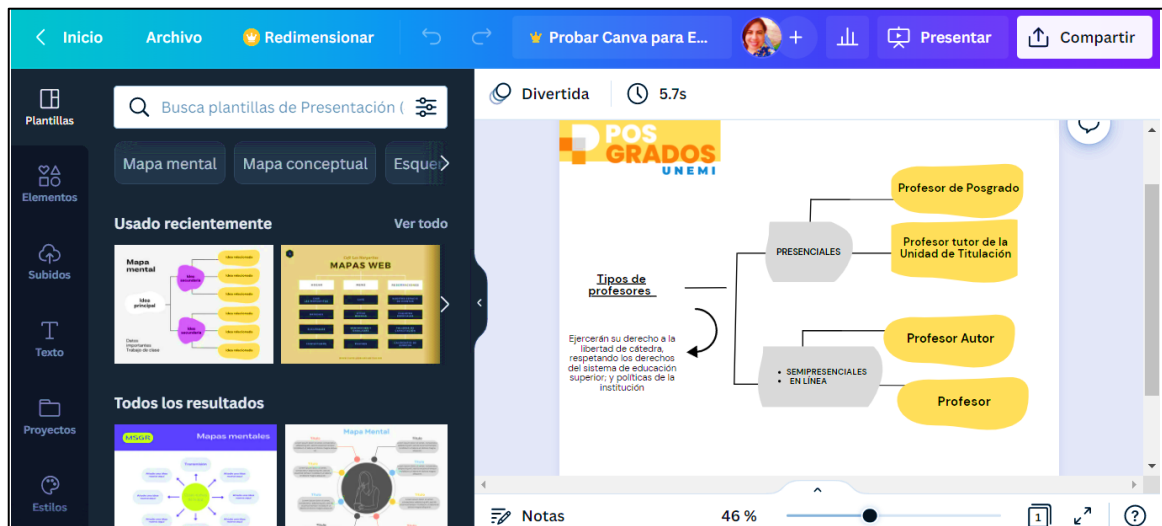 Inicio
Archivo
Redimensionar
Probar Canva para E...
Presentar
Compartir
Plantillas
Elementos
Subidos
Texto
Proyectos
Estilos
Busca plantillas de Presentación (
Mapa mental
Mapa conceptual
Esque
Usado recientemente
Ver todo
Mapa
mental
Idea
principal
MAPAS WEB
Todos los resultados
MSGR
Mapas mentales
Mapa Mental
Divertida
5.7s
POS
GRADOS
UNEMI
Tipos de
profesores
Ejercerán su derecho a la
libertad de cátedra,
respetando los derechos
del sistema de educación
superior; y políticas de la
institución
PRESENCIALES
Profesor de Posgrado
Profesor tutor de la
Unidad de Titulación
• SEMIPRESENCIALES
• EN LÍNEA
Profesor Autor
Profesor
Notas
46 %
1